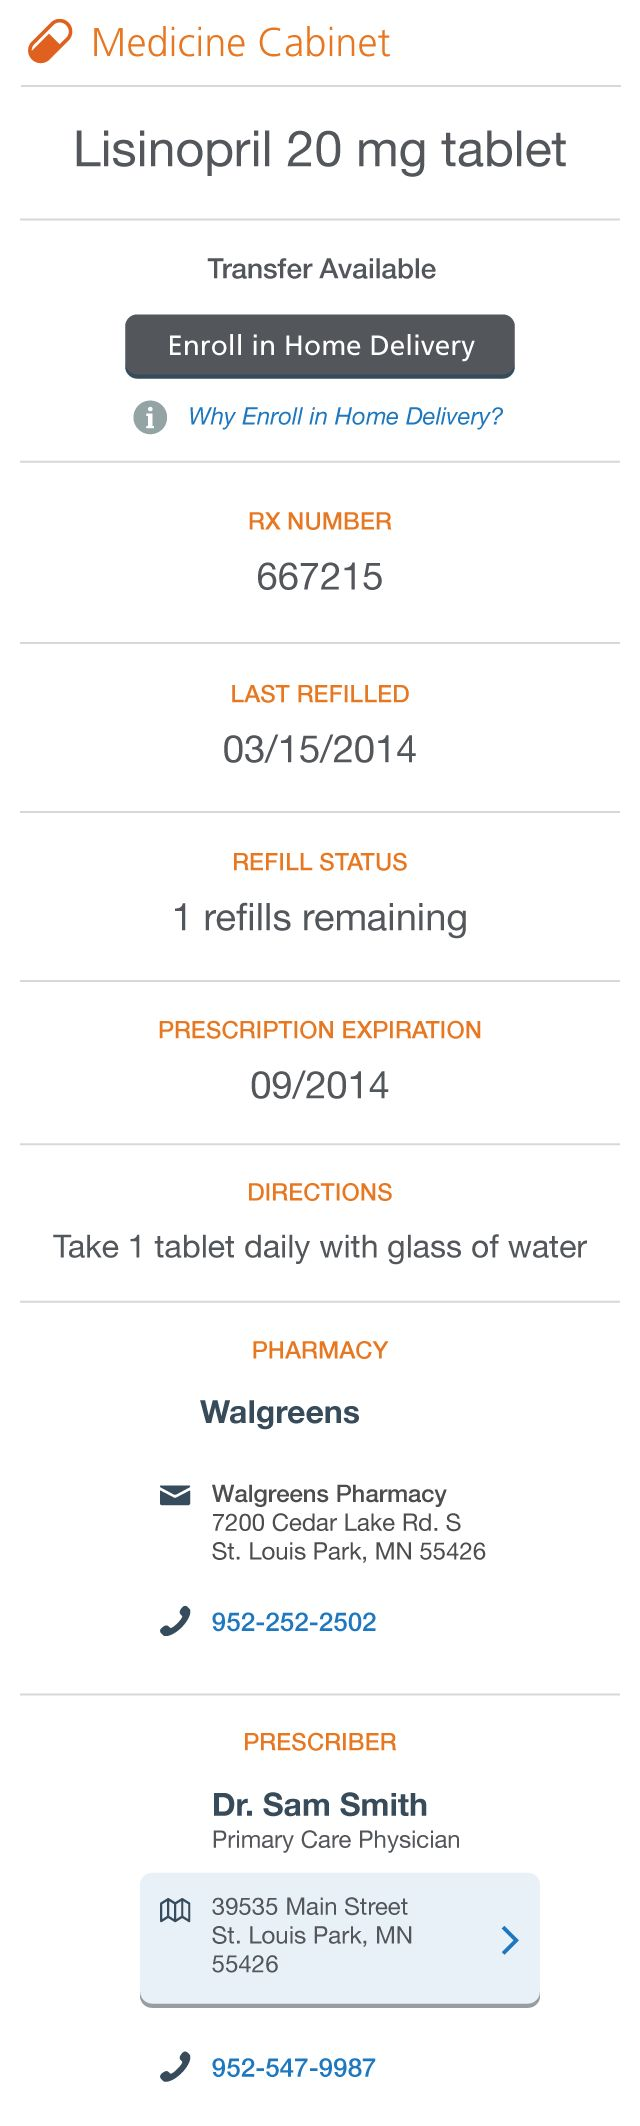 Medicine Cabinet
Lisinopril 20 mg tablet
Transfer Available
Enroll in Home Delivery
i Why Enroll in Home Delivery?
RX NUMBER
667215
LAST REFILLED
03/15/2014
REFILL STATUS
1 refills remaining
PRESCRIPTION EXPIRATION
09/2014
DIRECTIONS
Take 1 tablet daily with glass of water
PHARMACY
Walgreens
Walgreens Pharmacy
7200 Cedar Lake Rd. S
St. Louis Park, MN 55426
952-252-2502
PRESCRIBER
Dr. Sam Smith
Primary Care Physician
39535 Main Street
St. Louis Park, MN
55426
952-547-9987